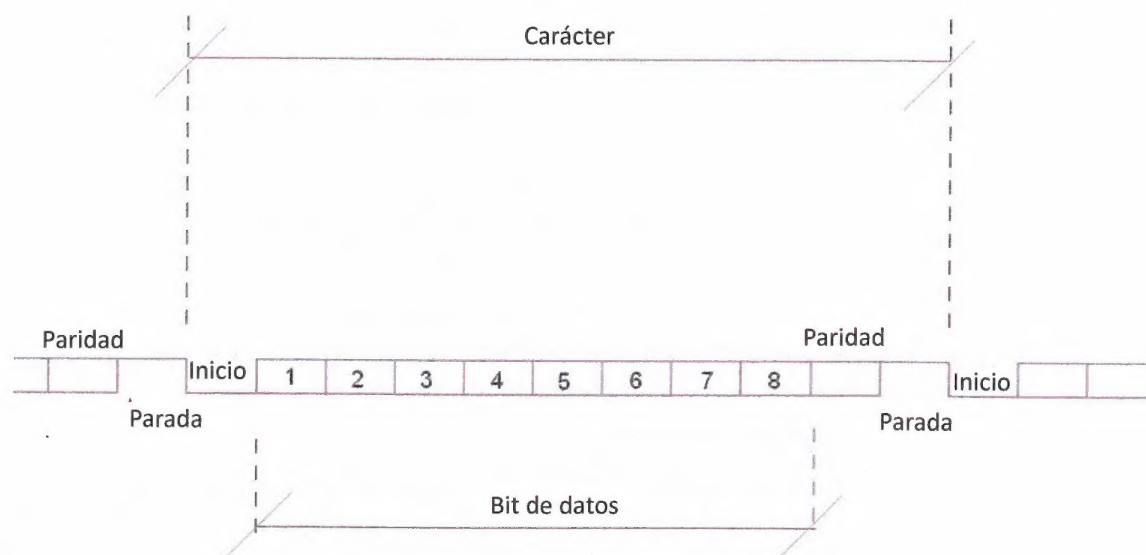 Carácter
Paridad Paridad
Inicio 1 2 3 4 5 6 7 8 Inicio
Parada Parada
Bit de datos